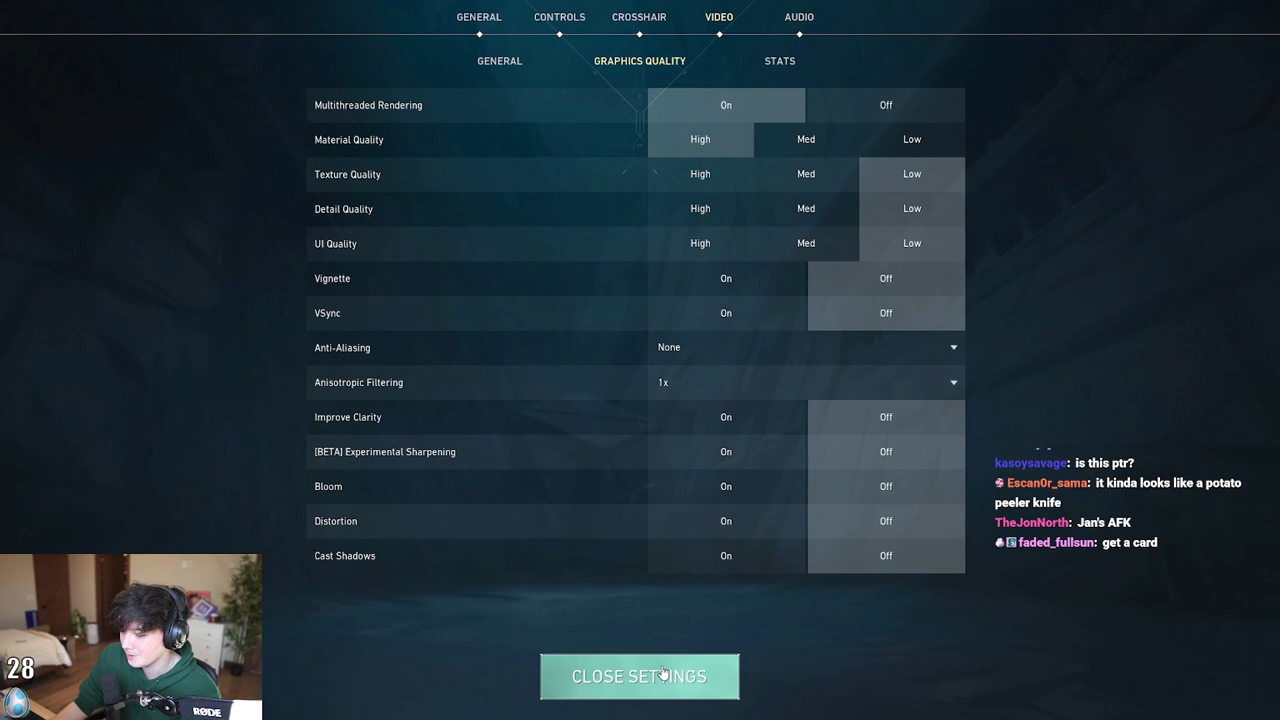 GENERAL CONTROLS CROSSHAIR VIDEO AUDIO
GENERAL GRAPHICS QUALITY STATS
Multithreaded Rendering On Off
Material Quality High Med Low
Texture Quality High Med Low
Detail Quality High Med Low
UI Quality High Med Low
Vignette On Off
VSync On Off
Anti-Aliasing None
Anisotropic Filtering 1x
Improve Clarity On Off
[BETA] Experimental Sharpening On Off
Bloom On Off
Distortion On Off
Cast Shadows On Off
CLOSE SETTINGS
kasoysavage: is this ptr?
Escan0r_sama: it kinda looks like a potato
peeler knife
TheJonNorth: Jan's AFK
faded_fullsun: get a card
28
RØDE